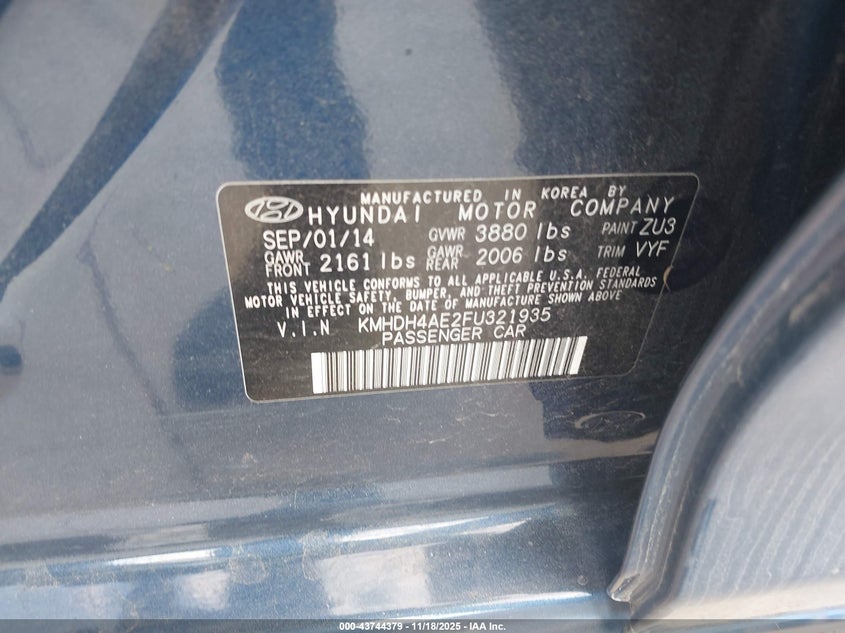 MANUFACTURED IN KOREA BY
HYUNDAI MOTOR COMPANY
SEP/01/14 GVWR 3880 lbs PAINT ZU3
GAWR FRONT 2161 lbs GAWR REAR 2006 lbs TRIM VYF
THIS VEHICLE CONFORMS TO ALL APPLICABLE U.S.A. FEDERAL
MOTOR VEHICLE SAFETY, BUMPER, AND THEFT PREVENTION STANDARDS
IN EFFECT ON THE DATE OF MANUFACTURE SHOWN ABOVE
V.I.N KMHDH4AE2FU321935
PASSENGER CAR
000-43744379 - 11/18/2025 - IAA Inc.